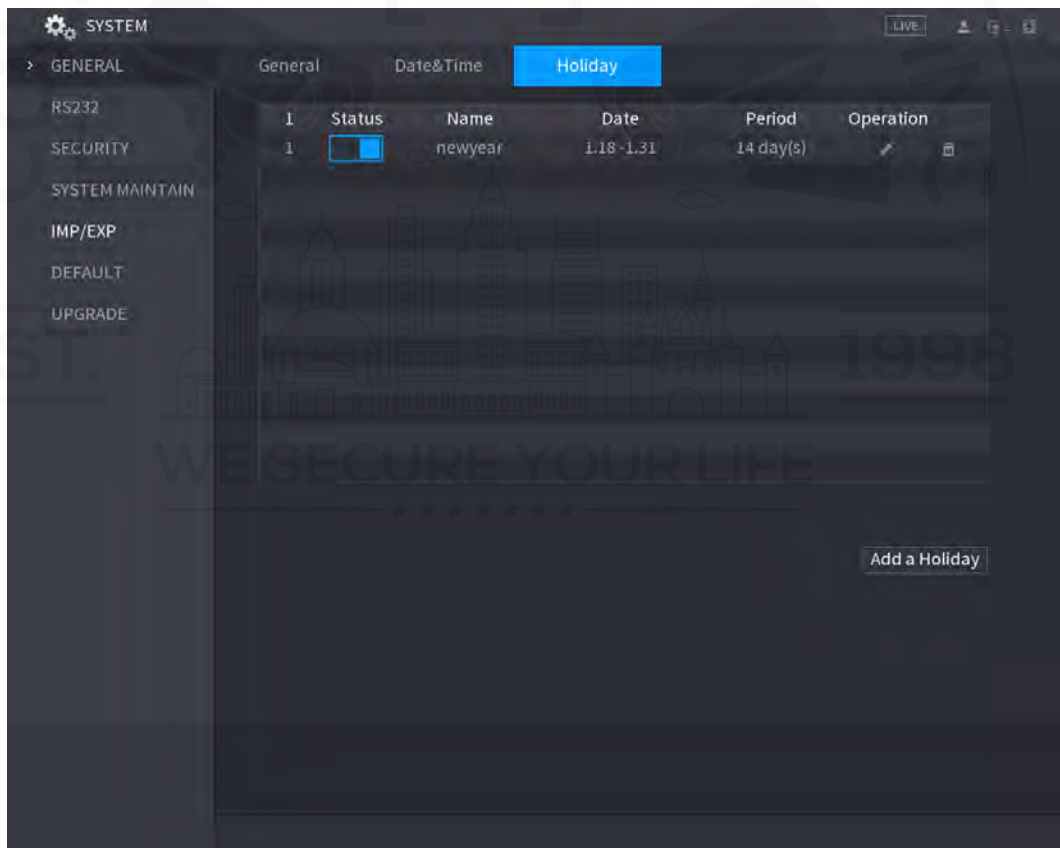 SYSTEM
LIVE
GENERAL
General Date&Time Holiday
RS232
1 Status Name Date Period Operation
SECURITY
1 newyear 1.18 -1.31 14 day(s)
SYSTEM MAINTAIN
IMP/EXP
DEFAULT
UPGRADE
ST. 1998
WE SECURE YOUR LIFE
Add a Holiday